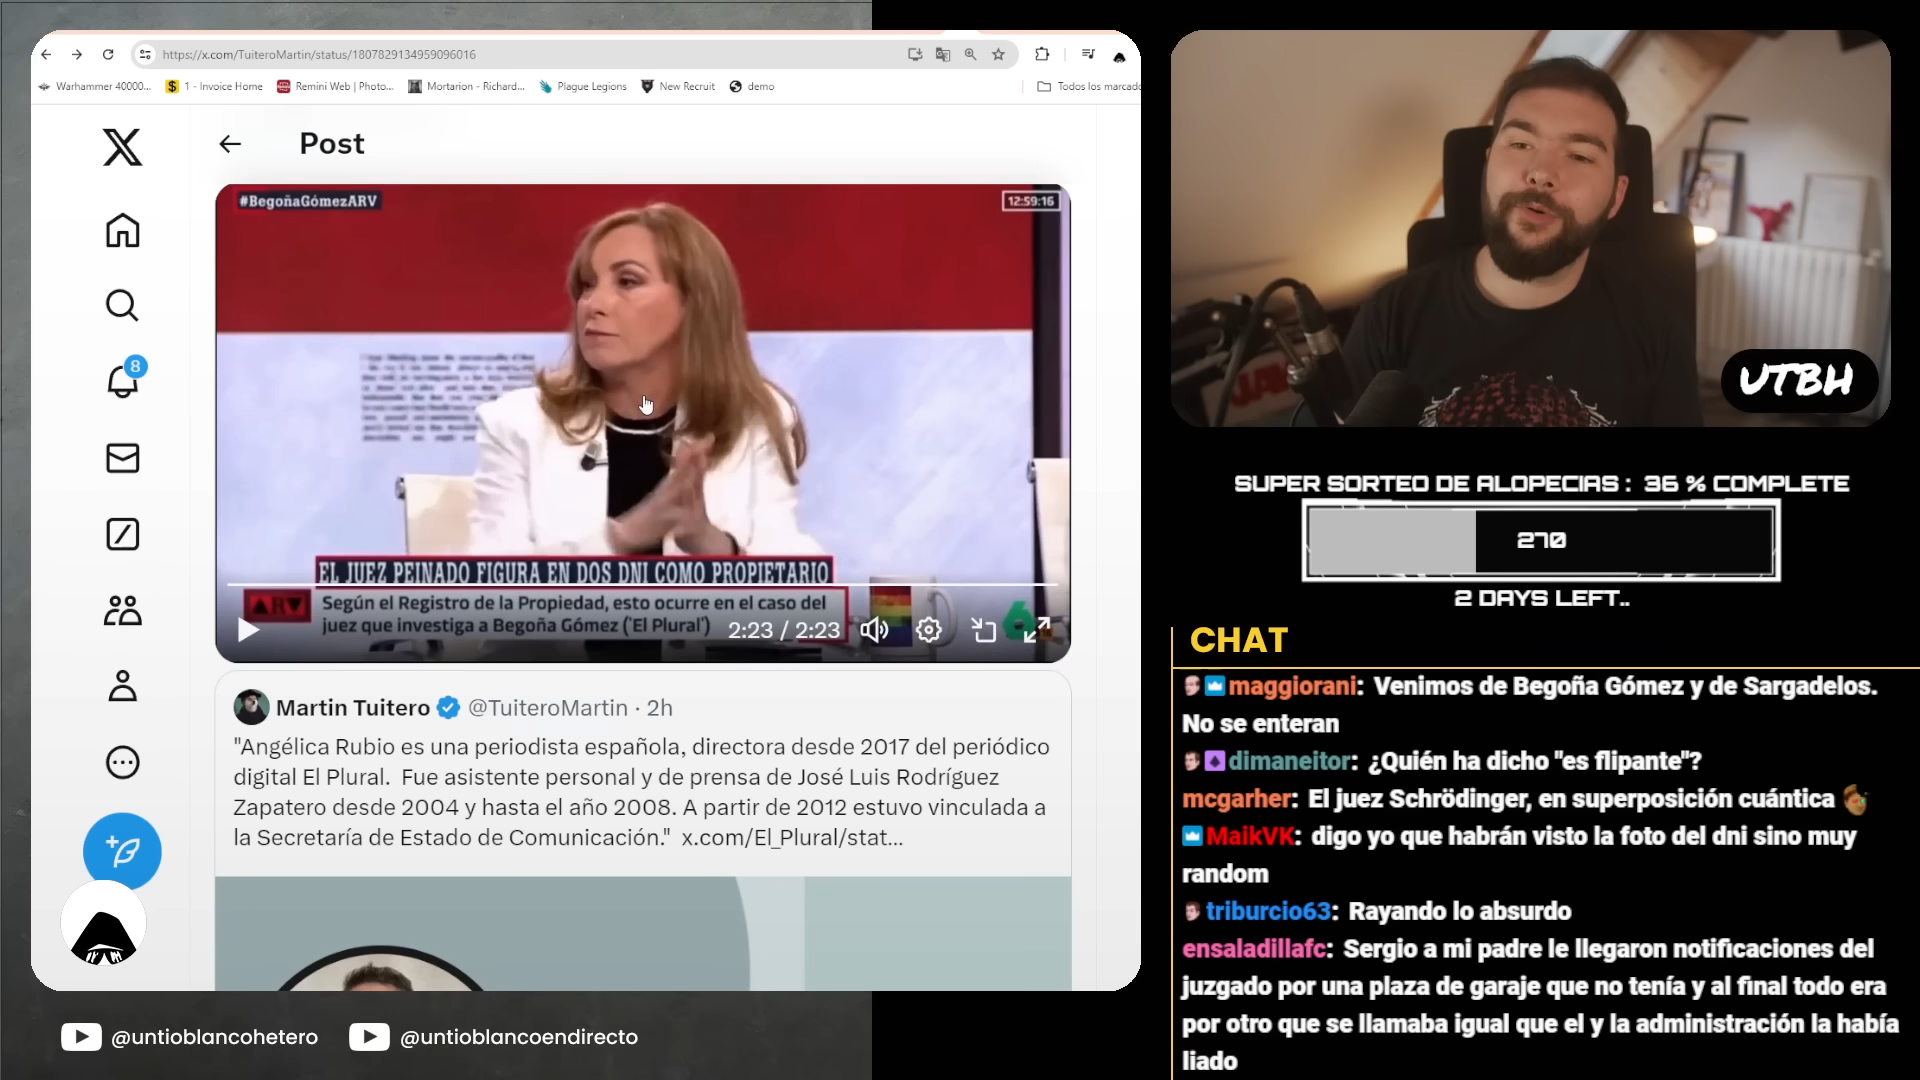 https://x.com/TuiteroMartin/status/1807829134959096016
Warhammer 40000...
1 - Invoice Home
Remini Web | Photo...
Mortarion - Richard...
Plague Legions
New Recruit
demo
Todos los marcado
Post
8
#BegoñaGómezARV
12:59:16
EL JUEZ PEINADO FIGURA EN DOS DNI COMO PROPIETARIO
ARV
Según el Registro de la Propiedad, esto ocurre en el caso del
juez que investiga a Begoña Gómez ('El Plural')
2:23 / 2:23
6
Martin Tuitero @TuiteroMartin · 2h
"Angélica Rubio es una periodista española, directora desde 2017 del periódico
digital El Plural.  Fue asistente personal y de prensa de José Luis Rodríguez
Zapatero desde 2004 y hasta el año 2008. A partir de 2012 estuvo vinculada a
la Secretaría de Estado de Comunicación."  x.com/El_Plural/stat...
@untioblancohetero
@untioblancoendirecto
UTBH
SUPER SORTEO DE ALOPECIAS :  36 % COMPLETE
270
2 DAYS LEFT..
CHAT
maggiorani: Venimos de Begoña Gómez y de Sargadelos.
No se enteran
dimaneitor: ¿Quién ha dicho "es flipante"?
mcgarher: El juez Schrödinger, en superposición cuántica
MaikVK: digo yo que habrán visto la foto del dni sino muy
random
triburcio63: Rayando lo absurdo
ensaladillafc: Sergio a mi padre le llegaron notificaciones del
juzgado por una plaza de garaje que no tenía y al final todo era
por otro que se llamaba igual que el y la administración la había
liado